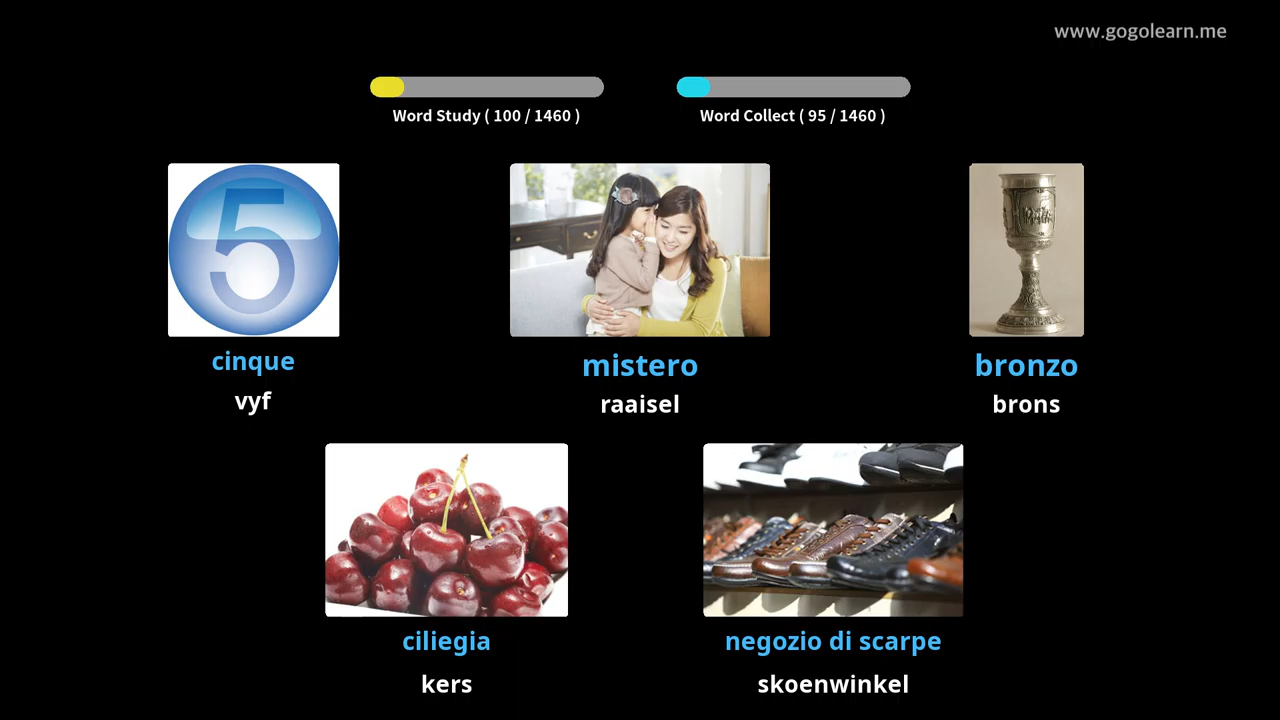 www.gogolearn.me
Word Study ( 100 / 1460 )
Word Collect ( 95 / 1460 )
5
cinque
vyf
mistero
raaisel
bronzo
brons
ciliegia
kers
negozio di scarpe
skoenwinkel